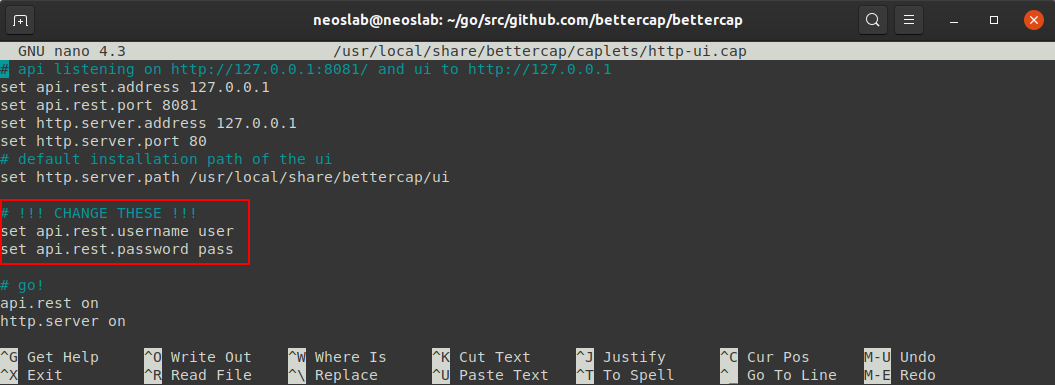 neoslab@neoslab: ~/go/src/github.com/bettercap/bettercap
GNU nano 4.3 /usr/local/share/bettercap/caplets/http-ui.cap
# api listening on http://127.0.0.1:8081/ and ui to http://127.0.0.1
set api.rest.address 127.0.0.1
set api.rest.port 8081
set http.server.address 127.0.0.1
set http.server.port 80
# default installation path of the ui
set http.server.path /usr/local/share/bettercap/ui
# !!! CHANGE THESE !!!
set api.rest.username user
set api.rest.password pass
# go!
api.rest on
http.server on
^G Get Help ^O Write Out ^W Where Is ^K Cut Text ^J Justify ^C Cur Pos M-U Undo
^X Exit ^R Read File ^\ Replace ^U Paste Text ^T To Spell ^_ Go To Line M-E Redo